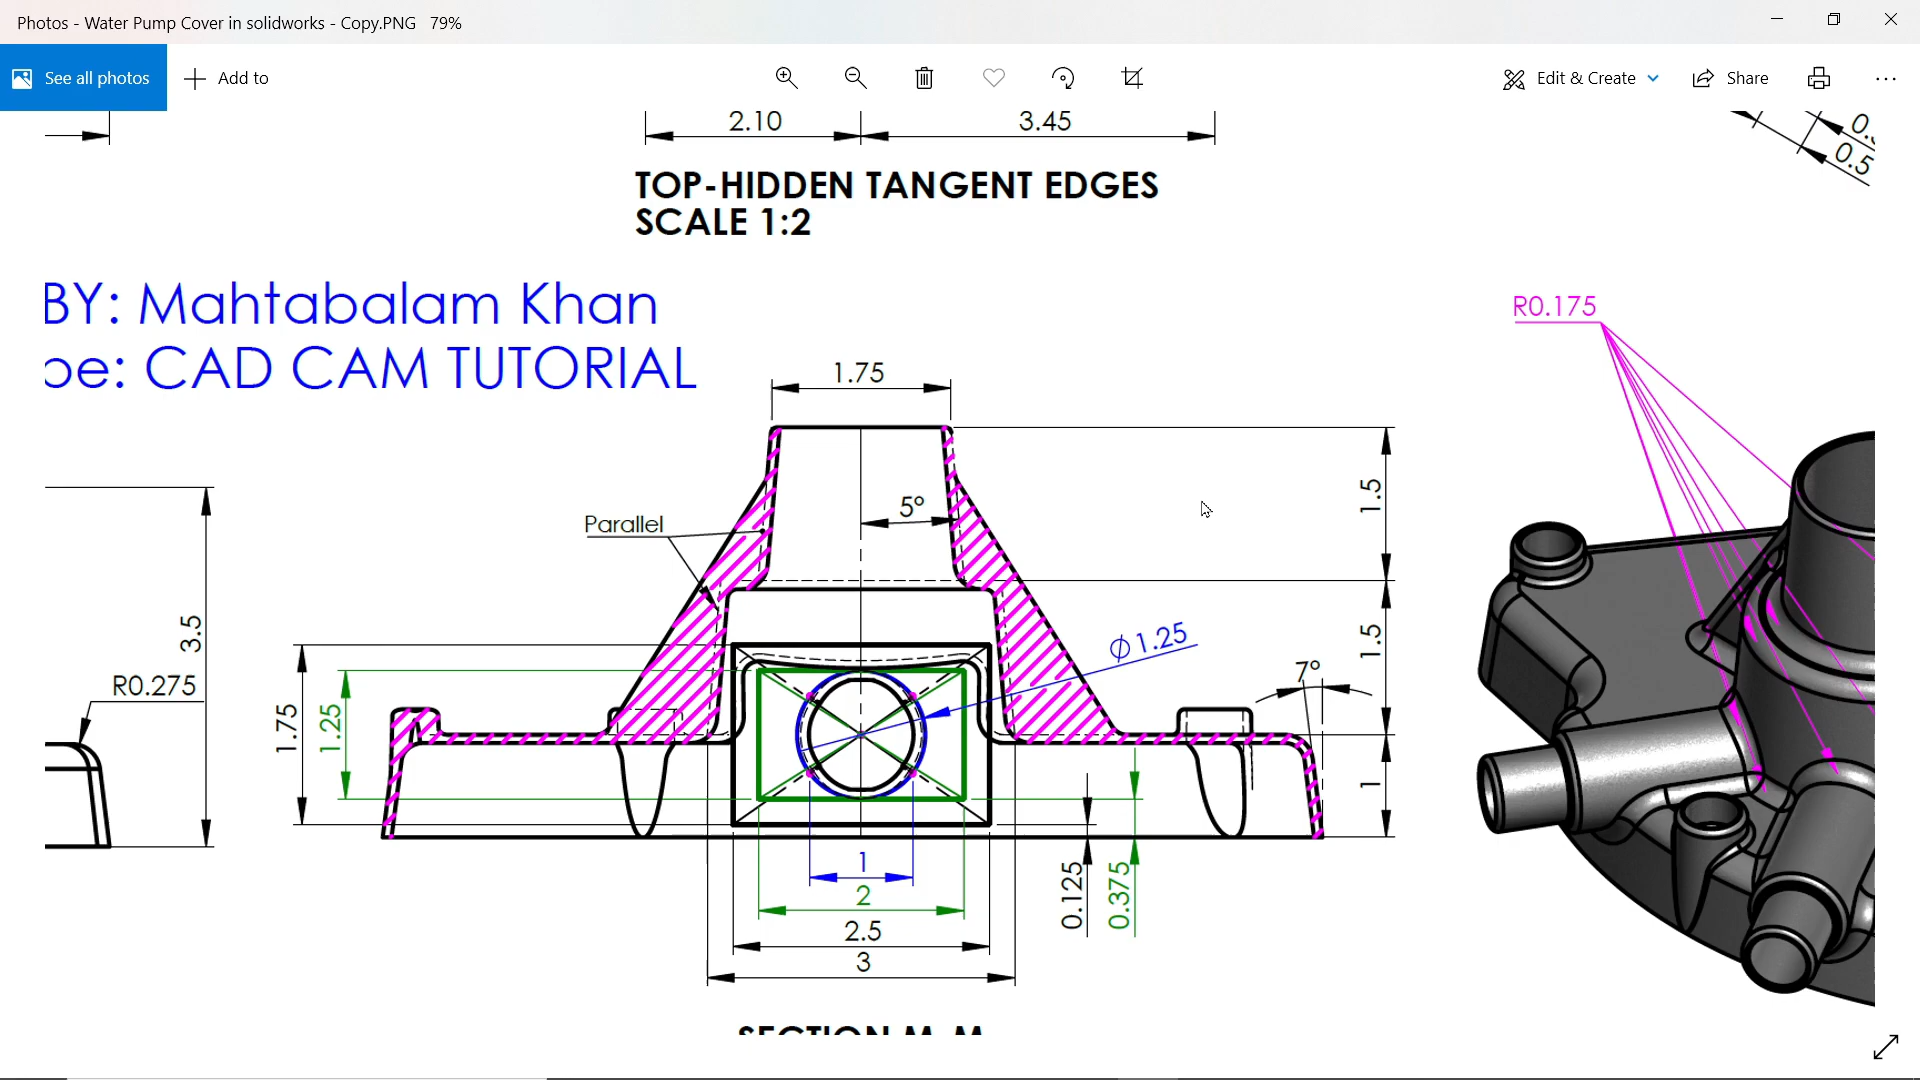 Photos - Water Pump Cover in solidworks - Copy.PNG 79%
See all photos
Add to
Edit & Create
Share
2.10
3.45
0.5
TOP-HIDDEN TANGENT EDGES
SCALE 1:2
BY: Mahtabalam Khan
be: CAD CAM TUTORIAL
R0.175
1.75
1.5
5°
Parallel
3.5
1.5
Ø1.25
7°
R0.275
1.75
1.25
1
1
2
0.125
0.375
2.5
3
SECTION M-M